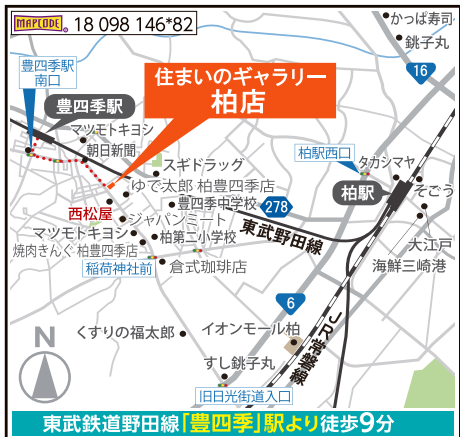 MAPCODE 18 098 146*82
かっぱ寿司
銚子丸
16
豊四季駅
南口
住まいのギャラリー
柏店
豊四季駅
マツモトキヨシ
朝日新聞
スギドラッグ
柏駅西口
タカシマヤ
ゆで太郎 柏豊四季店
柏駅
そごう
西松屋
豊四季中学校
278
ジャパンミート
東武野田線
マツモトキヨシ
柏第二小学校
大江戸
焼肉きんぐ 柏豊四季店
海鮮三崎港
稲荷神社前
倉式珈琲店
6
JR常磐線
N
くすりの福太郎
イオンモール柏
すし銚子丸
旧日光街道入口
東武鉄道野田線「豊四季」駅より徒歩9分